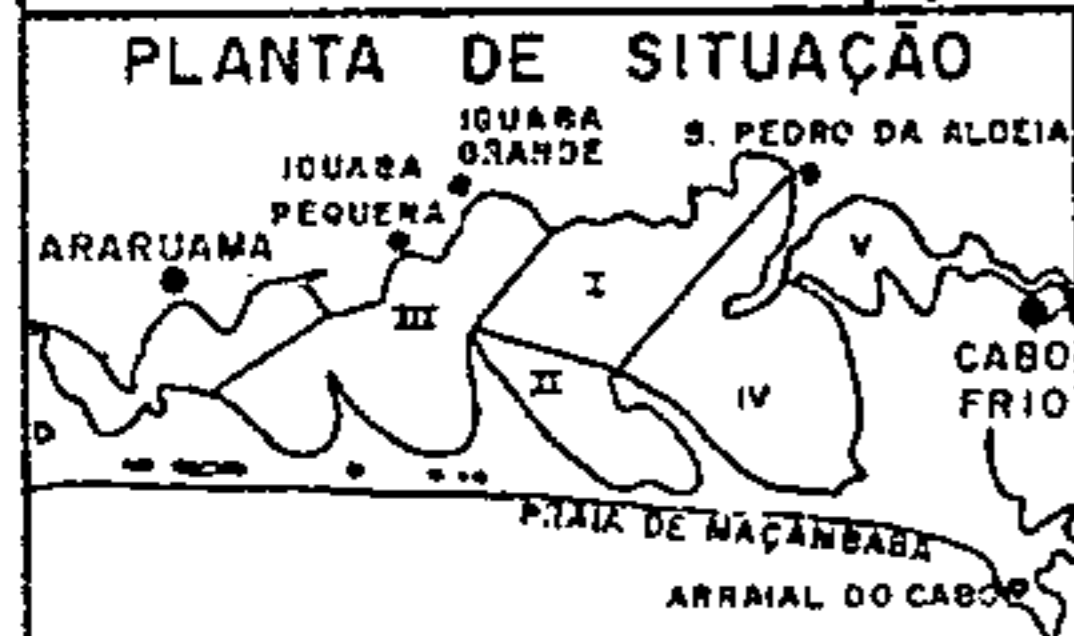 PLANTA DE SITUAÇÃO
IGUABA
GRANDE
S. PEDRO DA ALDEIA
IGUABA
PEQUENA
ARARUAMA
I
V
III
II
IV
CABO
FRIO
D
PRAIA DE MAÇAMBABA
ARRAIAL DO CABO